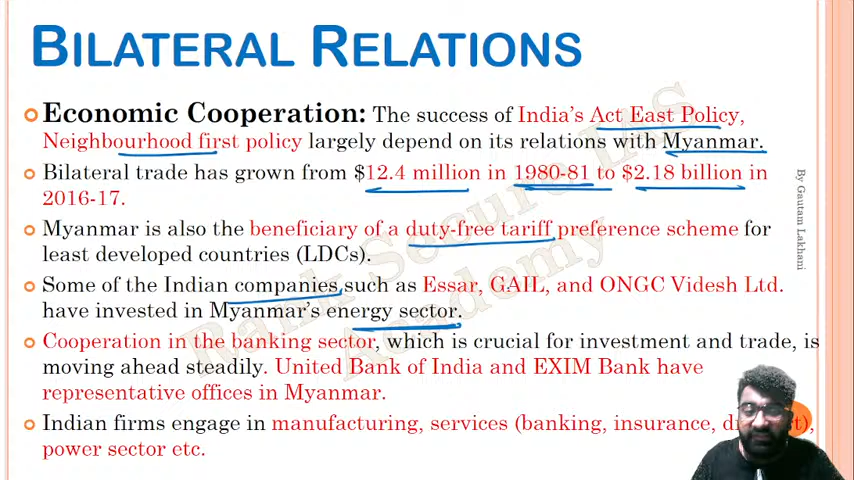 BILATERAL RELATIONS
Economic Cooperation: The success of India's Act East Policy,
Neighbourhood first policy largely depend on its relations with Myanmar.
Bilateral trade has grown from $12.4 million in 1980-81 to $2.18 billion in
2016-17.
Myanmar is also the beneficiary of a duty-free tariff preference scheme for
least developed countries (LDCs).
Some of the Indian companies such as Essar, GAIL, and ONGC Videsh Ltd.
have invested in Myanmar's energy sector.
Cooperation in the banking sector, which is crucial for investment and trade, is
moving ahead steadily. United Bank of India and EXIM Bank have
representative offices in Myanmar.
Indian firms engage in manufacturing, services (banking, insurance,
power sector etc.
By Gautam Lakhani
Rank Secure IAS
Academy